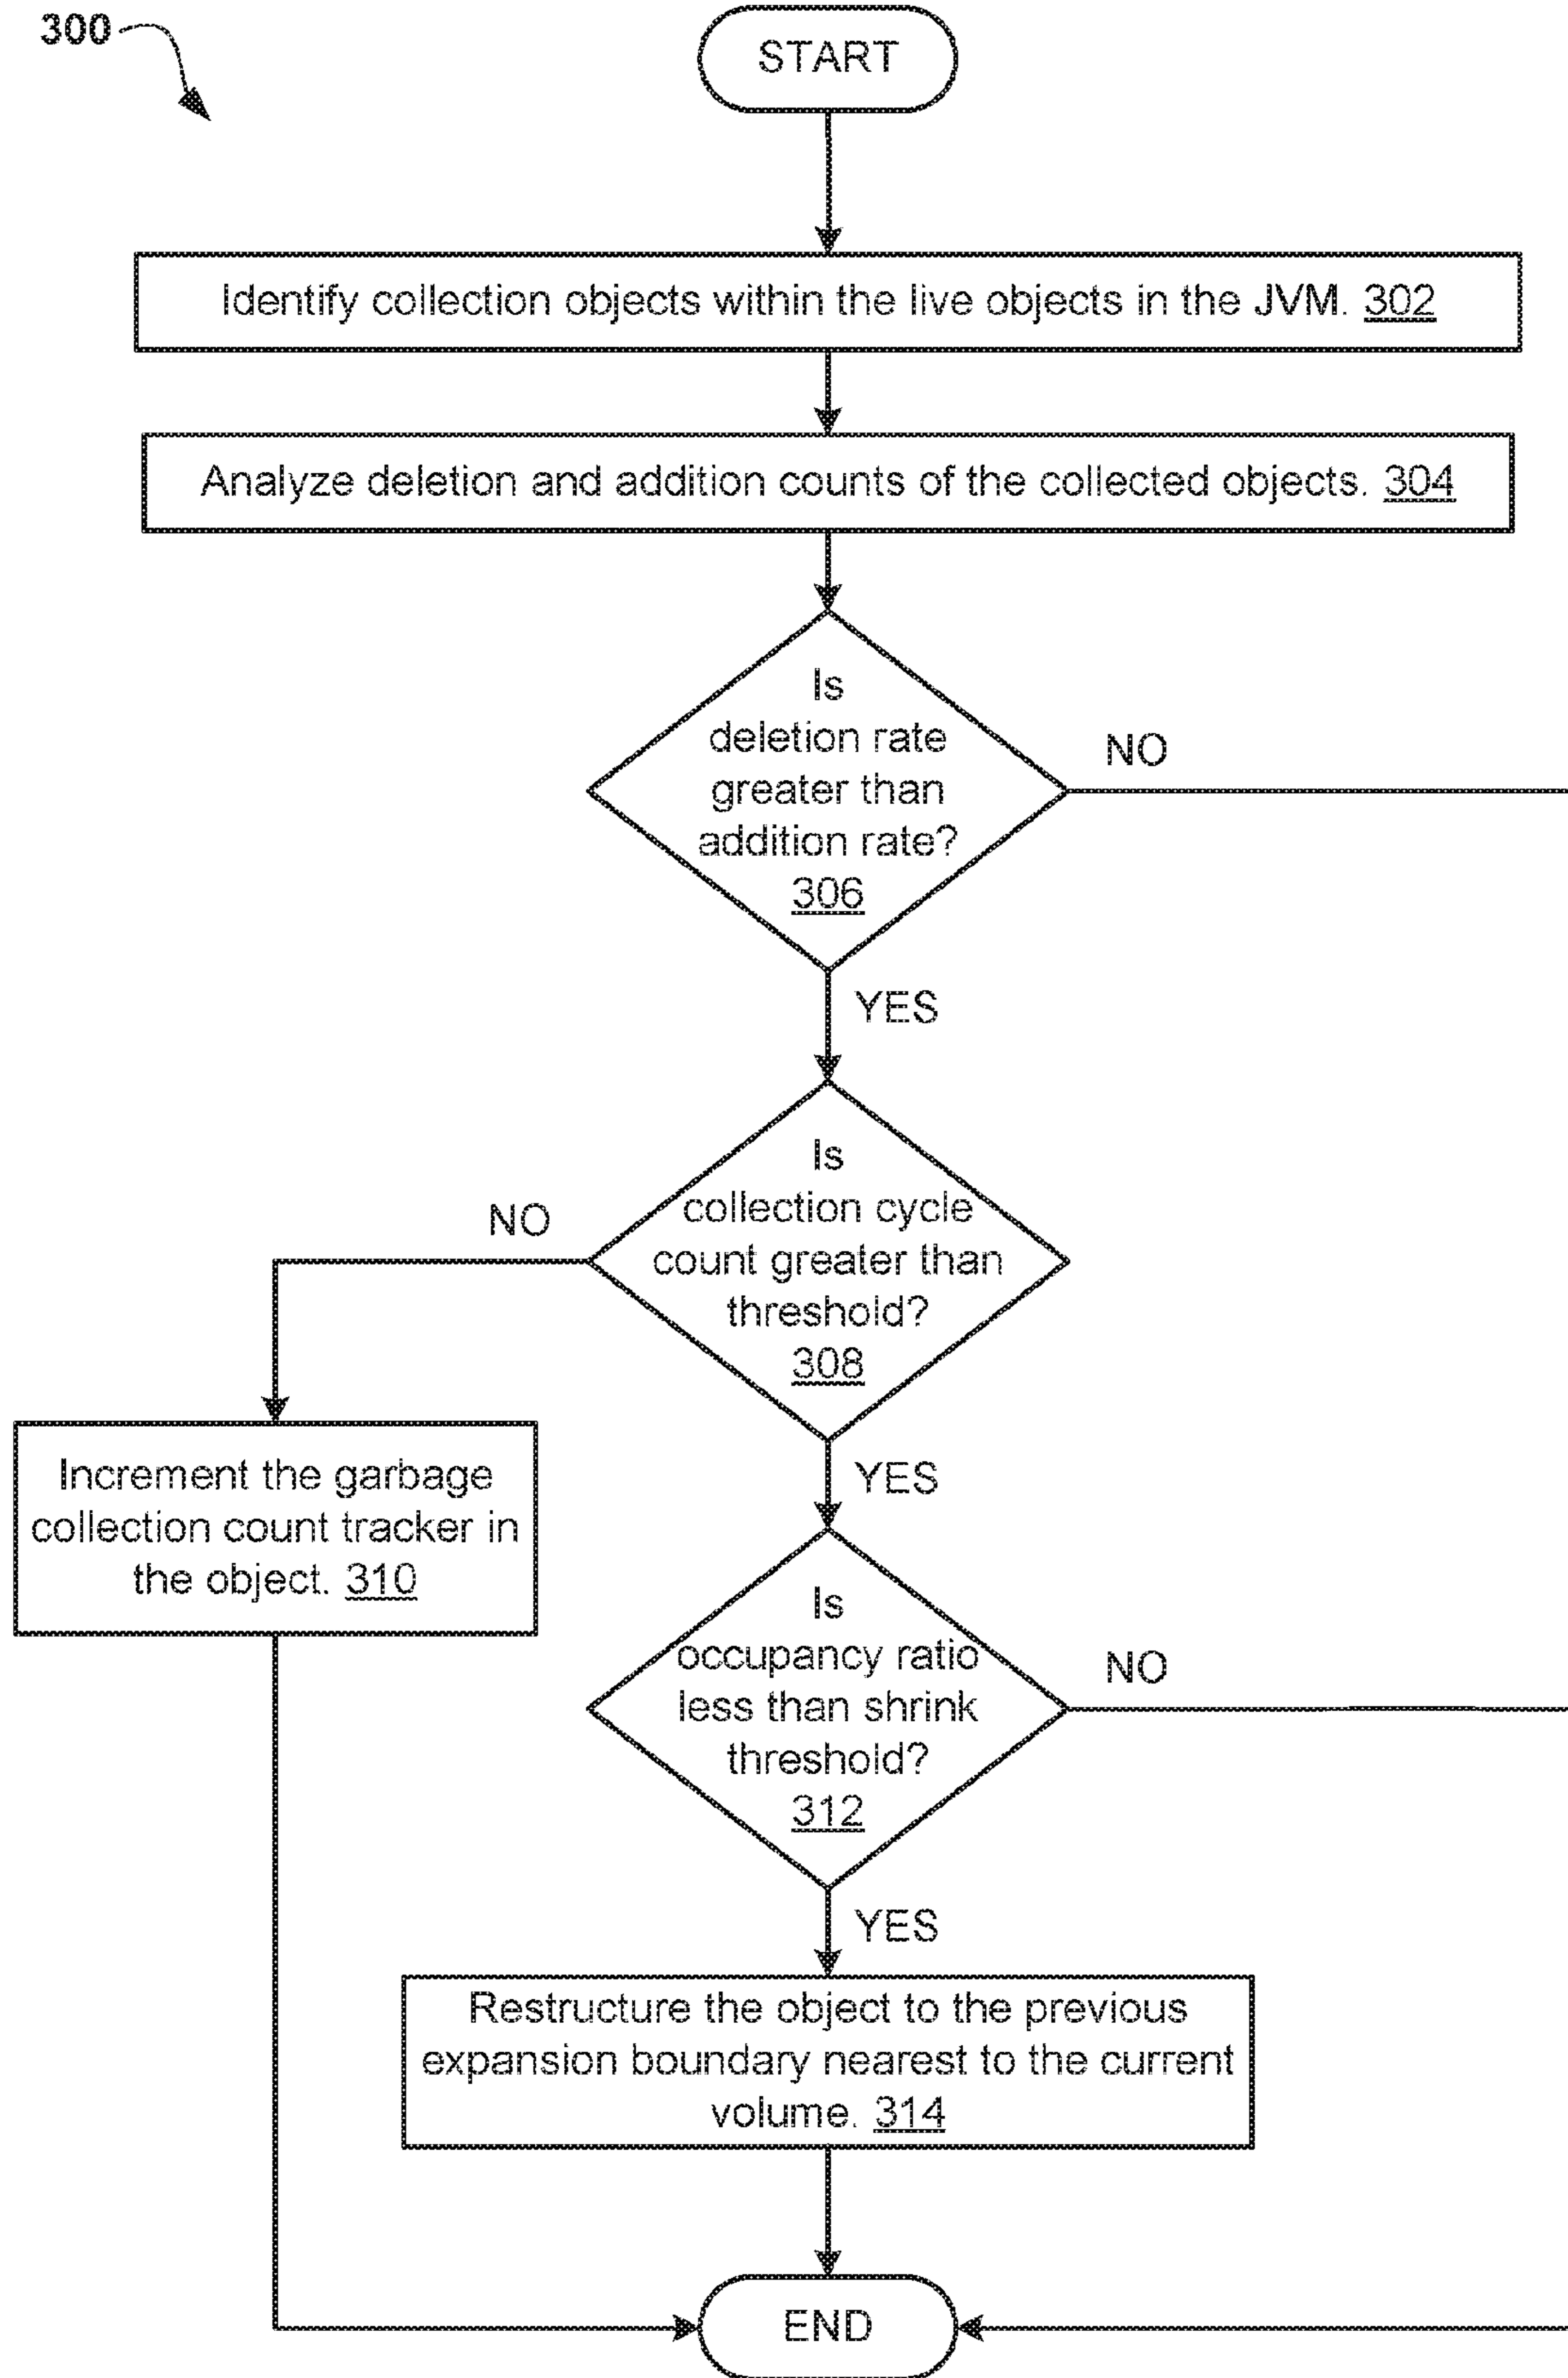 300
START
Identify collection objects within the live objects in the JVM. 302
Analyze deletion and addition counts of the collected objects. 304
Is
deletion rate
greater than
addition rate?
306
NO
YES
Is
collection cycle
count greater than
threshold?
308
NO
YES
Increment the garbage
collection count tracker in
the object. 310
Is
occupancy ratio
less than shrink
threshold?
312
NO
YES
Restructure the object to the previous
expansion boundary nearest to the current
volume. 314
END